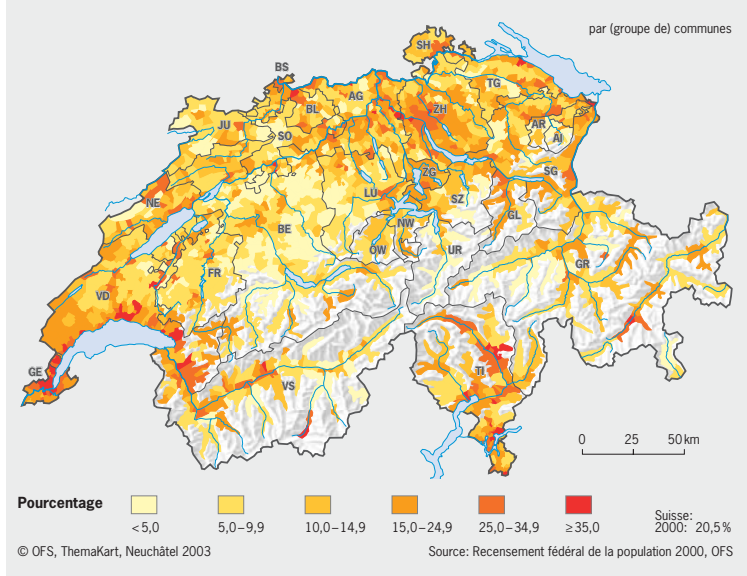 par (groupe de) communes
SH
BS
TG
BL
AG
ZH
JU
AR
SO
AI
ZG
SG
LU
SZ
NE
NW
GL
BE
OW
UR
FR
GR
VD
GE
TI
VS
0 25 50 km
Pourcentage
< 5,0 5,0–9,9 10,0–14,9 15,0–24,9 25,0–34,9 ≥ 35,0
Suisse:
2000: 20,5 %
© OFS, ThemaKart, Neuchâtel 2003 Source: Recensement fédéral de la population 2000, OFS